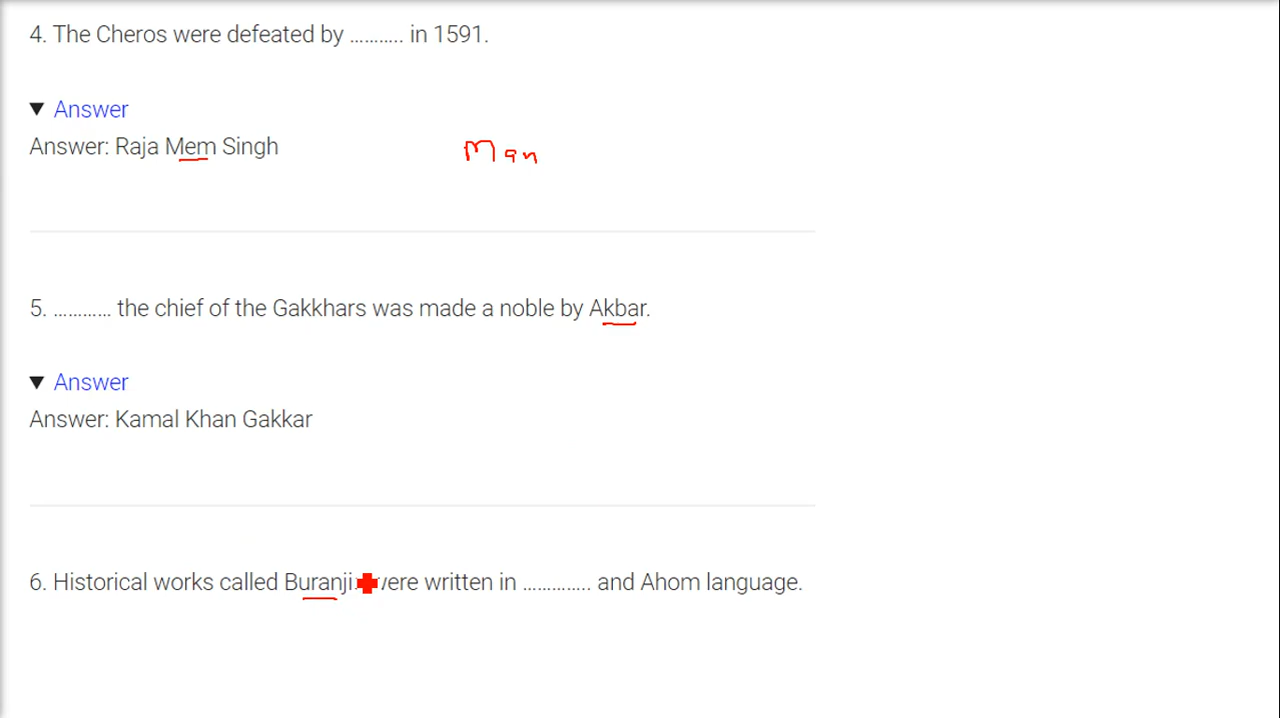 4. The Cheros were defeated by ........... in 1591.
▼ Answer
Answer: Raja Mem Singh
Man
5. ............ the chief of the Gakkhars was made a noble by Akbar.
▼ Answer
Answer: Kamal Khan Gakkar
6. Historical works called Buranji were written in .............. and Ahom language.